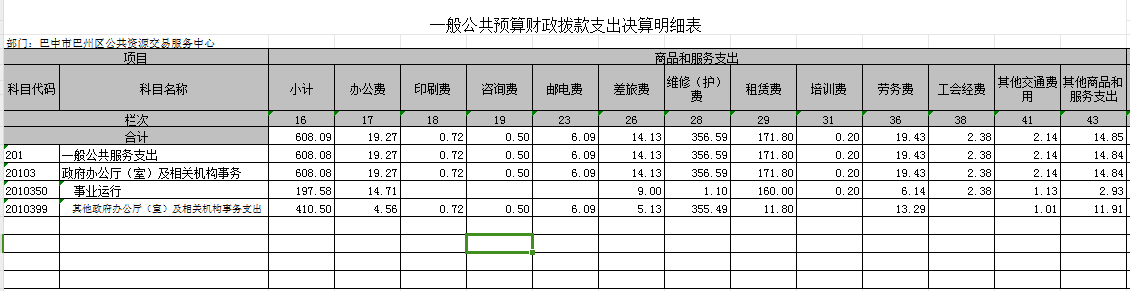 一般公共预算财政拨款支出决算明细表
部门：巴中市巴州区公共资源交易服务中心
项目 商品和服务支出
科目代码 科目名称 小计 办公费 印刷费 咨询费 邮电费 差旅费 维修（护）费 租赁费 培训费 劳务费 工会经费 其他交通费用 其他商品和服务支出
栏次 16 17 18 19 23 26 28 29 31 36 38 41 43
合计 608.09 19.27 0.72 0.50 6.09 14.13 356.59 171.80 0.20 19.43 2.38 2.14 14.85
201 一般公共服务支出 608.08 19.27 0.72 0.50 6.09 14.13 356.59 171.80 0.20 19.43 2.38 2.14 14.84
20103 政府办公厅（室）及相关机构事务 608.08 19.27 0.72 0.50 6.09 14.13 356.59 171.80 0.20 19.43 2.38 2.14 14.84
2010350 事业运行 197.58 14.71 9.00 1.10 160.00 0.20 6.14 2.38 1.13 2.93
2010399 其他政府办公厅（室）及相关机构事务支出 410.50 4.56 0.72 0.50 6.09 5.13 355.49 11.80 13.29 1.01 11.91